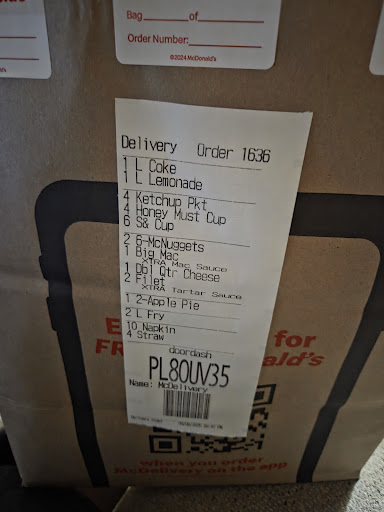 Bag of
Order Number:
©2024 McDonald's
Delivery Order 1636
1 L Coke
1 L Lemonade
4 Ketchup Pkt
4 Honey Must Cup
6 S& Cup
2 6-McNuggets
1 Big Mac
XTRA Mac Sauce
1 Dbl Qtr Cheese
2 Filet
XTRA Tartar Sauce
1 2-Apple Pie
2 L Fry
10 Napkin
4 Straw
doordash
PL80UV35
Name: McDelivery
E for
FR ald's
when you order
McDelivery on the app